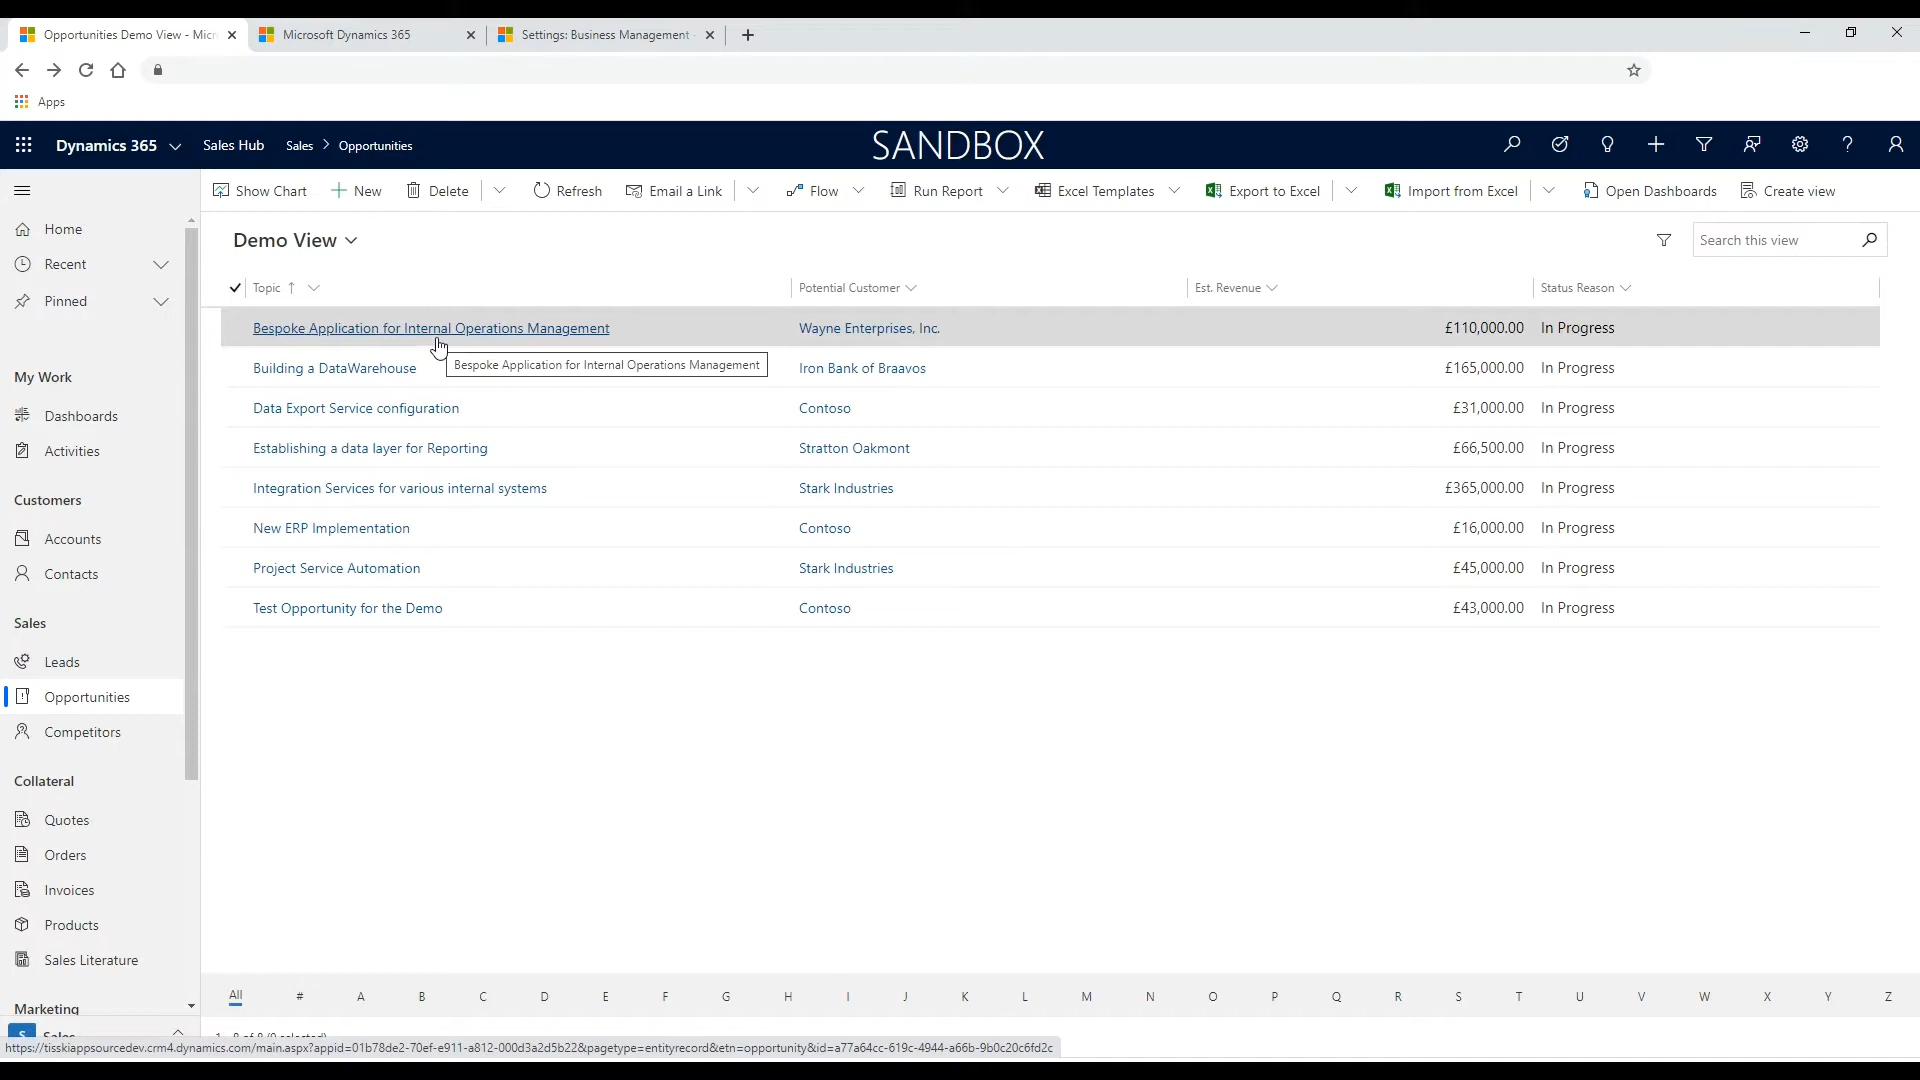 Opportunities Demo View - Micr
Microsoft Dynamics 365
Settings: Business Management -
Apps
Dynamics 365
Sales Hub
Sales > Opportunities
SANDBOX
Show Chart
New
Delete
Refresh
Email a Link
Flow
Run Report
Excel Templates
Export to Excel
Import from Excel
Open Dashboards
Create view
Home
Recent
Pinned
My Work
Dashboards
Activities
Customers
Accounts
Contacts
Sales
Leads
Opportunities
Competitors
Collateral
Quotes
Orders
Invoices
Products
Sales Literature
Marketing
S Sales
Demo View
Search this view
Topic ↑ Potential Customer Est. Revenue Status Reason
Bespoke Application for Internal Operations Management Wayne Enterprises, Inc. £110,000.00 In Progress
Bespoke Application for Internal Operations Management
Building a DataWarehouse Iron Bank of Braavos £165,000.00 In Progress
Data Export Service configuration Contoso £31,000.00 In Progress
Establishing a data layer for Reporting Stratton Oakmont £66,500.00 In Progress
Integration Services for various internal systems Stark Industries £365,000.00 In Progress
New ERP Implementation Contoso £16,000.00 In Progress
Project Service Automation Stark Industries £45,000.00 In Progress
Test Opportunity for the Demo Contoso £43,000.00 In Progress
All # A B C D E F G H I J K L M N O P Q R S T U V W X Y Z
1 - 8 of 8 (0 selected)
https://tisskiappsourcedev.crm4.dynamics.com/main.aspx?appid=01b78de2-70ef-e911-a812-000d3a2d5b22&pagetype=entityrecord&etn=opportunity&id=a77a64cc-619c-4944-a66b-9b0c20c6fd2c